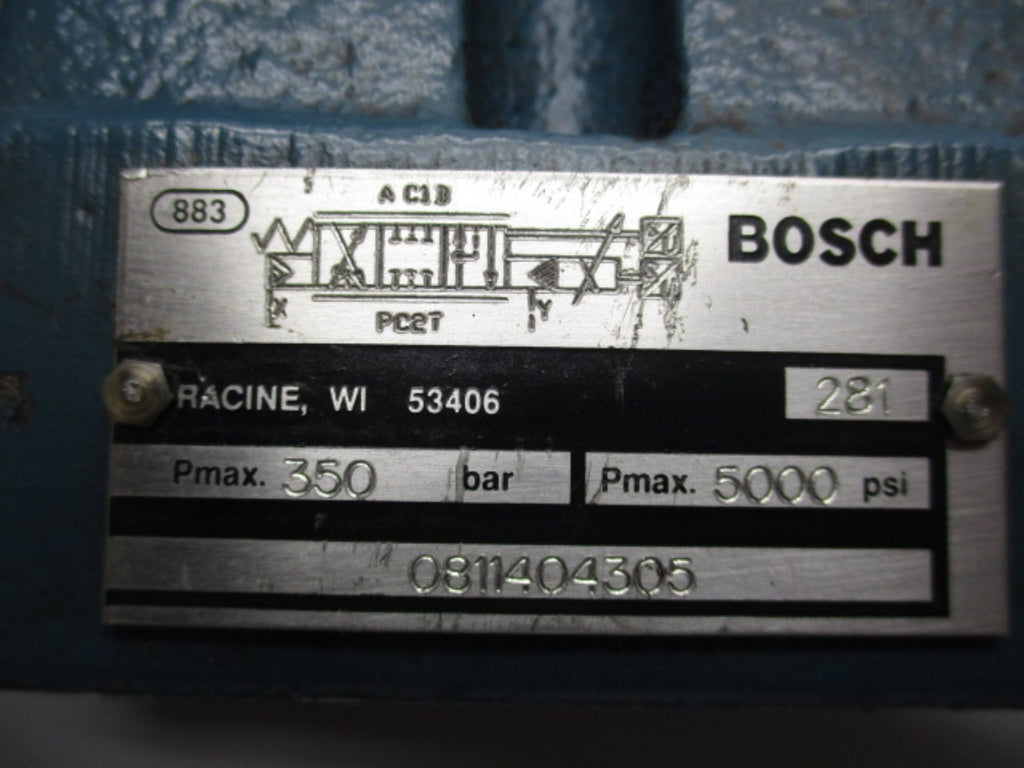 883
A C1 B
BOSCH
X
Y
PC2T
RACINE, WI 53406
281
Pmax. 350 bar
Pmax. 5000 psi
0811404305